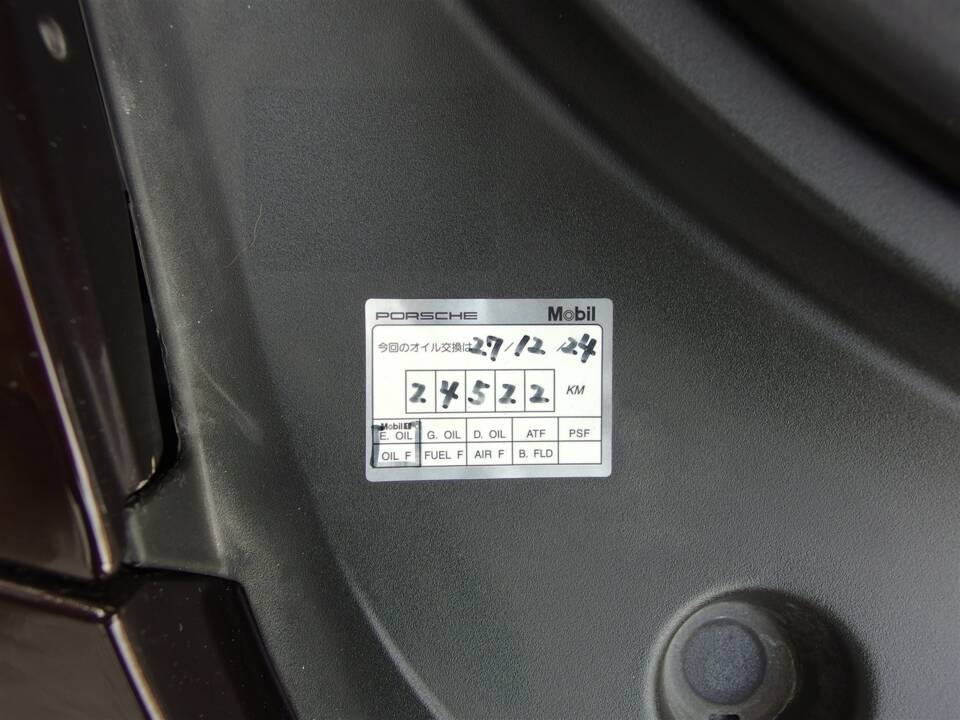 PORSCHE Mobil
今回のオイル交換は 27/12/24
24522 KM
Mobil 1
E. OIL G. OIL D. OIL ATF PSF
OIL F FUEL F AIR F B. FLD